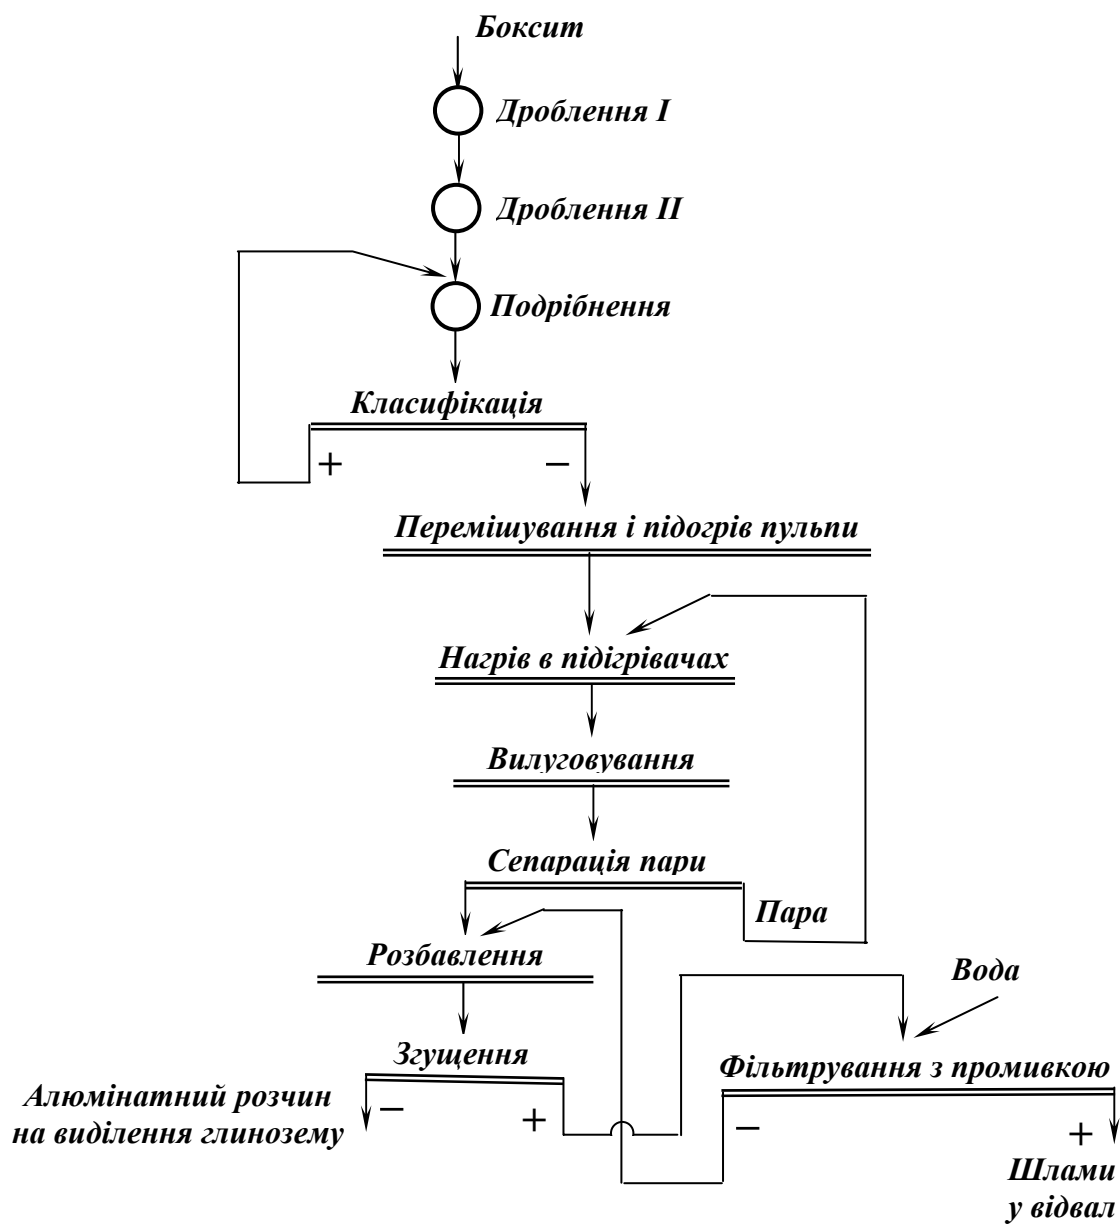 Боксит
Дроблення I
Дроблення II
Подрібнення
Класифікація
+ −
Перемішування і підогрів пульпи
Нагрів в підігрівачах
Вилуговування
Сепарація пари
Пара
Розбавлення
Вода
Згущення
Фільтрування з промивкою
Алюмінатний розчин
на виділення глинозему
− +
− +
Шлами
у відвал